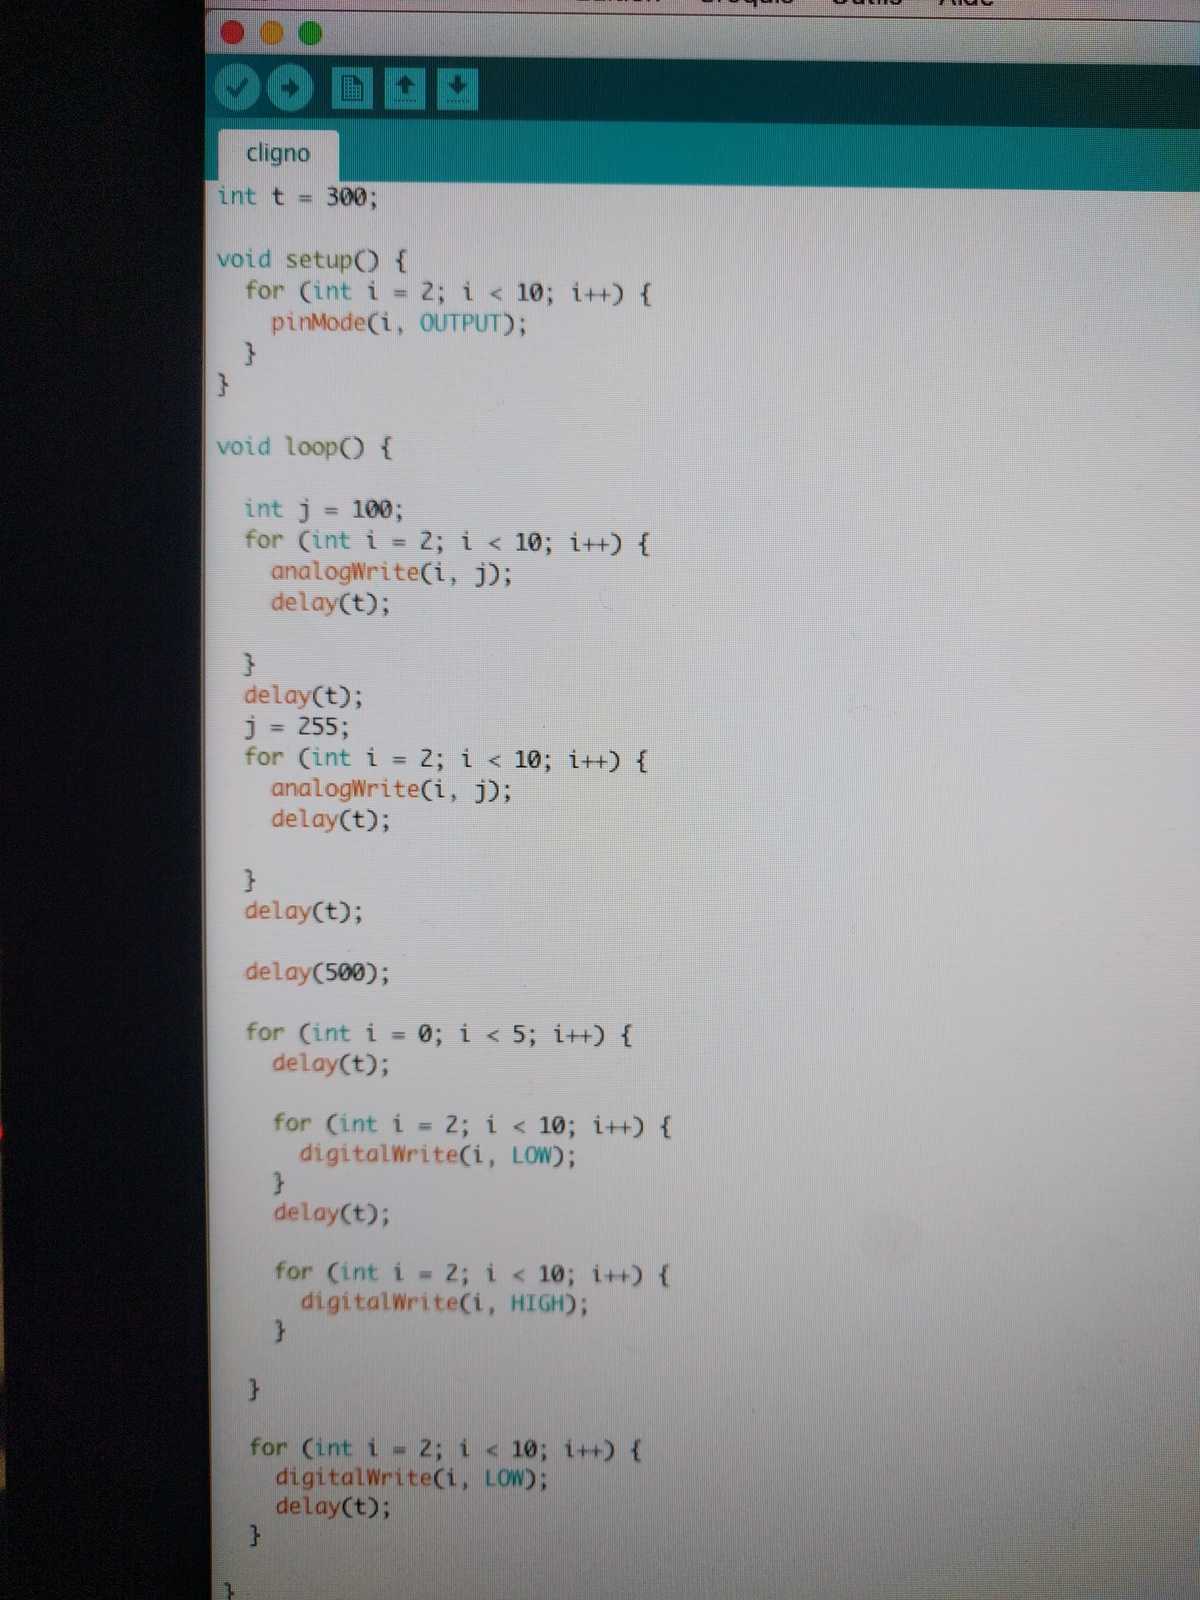 cligno
int t = 300;
void setup() {
for (int i = 2; i < 10; i++) {
pinMode(i, OUTPUT);
}
}
void loop() {
int j = 100;
for (int i = 2; i < 10; i++) {
analogWrite(i, j);
delay(t);
}
delay(t);
j = 255;
for (int i = 2; i < 10; i++) {
analogWrite(i, j);
delay(t);
}
delay(t);
delay(500);
for (int i = 0; i < 5; i++) {
delay(t);
for (int i = 2; i < 10; i++) {
digitalWrite(i, LOW);
}
delay(t);
for (int i = 2; i < 10; i++) {
digitalWrite(i, HIGH);
}
}
for (int i = 2; i < 10; i++) {
digitalWrite(i, LOW);
delay(t);
}
}